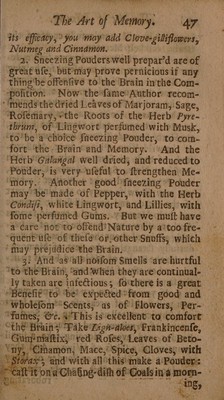 The Art of Memory. 47
its efficacy, you may add Clove-gilliflowers,
Nutmeg and Cinnamon.
2. Sneezing Pouders well prepar'd are of
great use, but may prove pernicious if any
thing be offensive to the Brain in the Com-
position. Now the same Author recom-
mends the dried Leaves of Marjoram, Sage,
Rosemary, the Roots of the Herb Pyre-
thrum, of Lingwort perfumed with Musk,
to be a choice sneezing Pouder, to com-
fort the Brain and Memory. And the
Herb Galangal well dried, and reduced to
Pouder, is very useful to strengthen Me-
mory. Another good sneezing Pouder
may be made of Pepper, with the Herb
Condisi, white Lingwort, and Lillies, with
some perfumed Gums. But we must have
a care not to offend Nature by a too fre-
quent use of these or other Snuffs, which
may prejudice the Brain.
3. And as all noisom Smells are hurtful
to the Brain, and when they are continual-
ly taken are infectious; so there is a great
Benefit to be expected from good and
wholesom Scents, as of Flowers, Per-
fumes, &c. This is excellent to comfort
the Brain; Take Lign-aloes, Frankincense,
Gum-mastix, red Roses, Leaves of Beto-
ny, Cinamon, Mace, Spice, Cloves, with
Storax; and with all this make a Pouder:
cast it on a Chafing-dish of Coals in a morn-
ing,